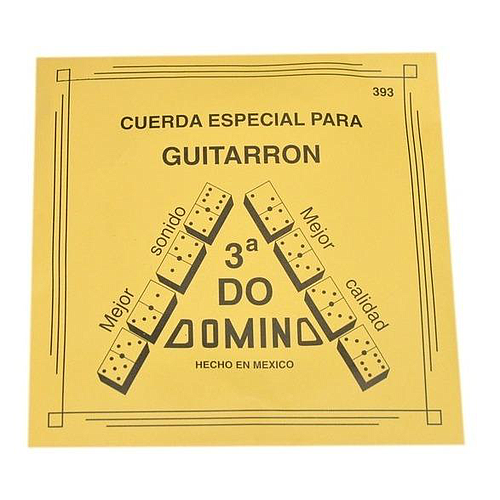 393
CUERDA ESPECIAL PARA
GUITARRON
Mejor sonido
Mejor calidad
3ª
DO
DOMINO
HECHO EN MEXICO